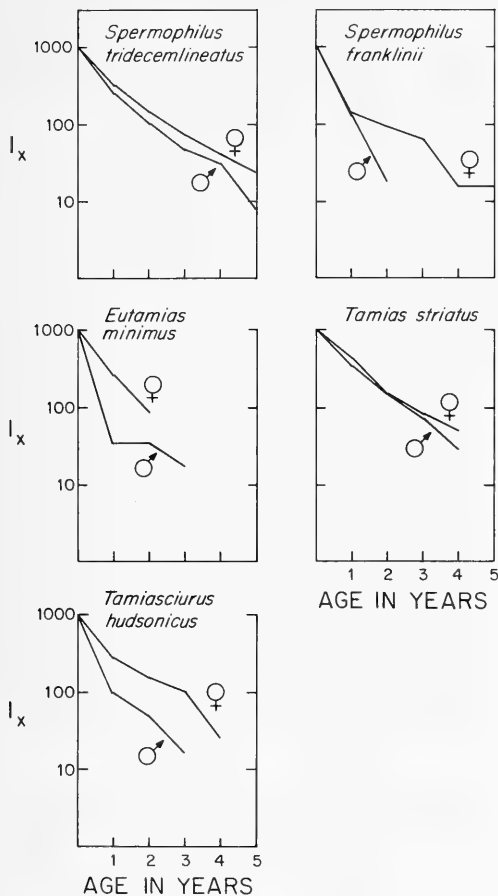 Spermophilus
tridecemlineatus
1000
100
10
lx
♀
♂
Spermophilus
franklinii
♂
♀
Eutamias
minimus
1000
100
10
lx
♀
♂
Tamias striatus
♀
♂
1 2 3 4 5
AGE IN YEARS
Tamiasciurus
hudsonicus
1000
100
10
lx
♀
♂
1 2 3 4 5
AGE IN YEARS